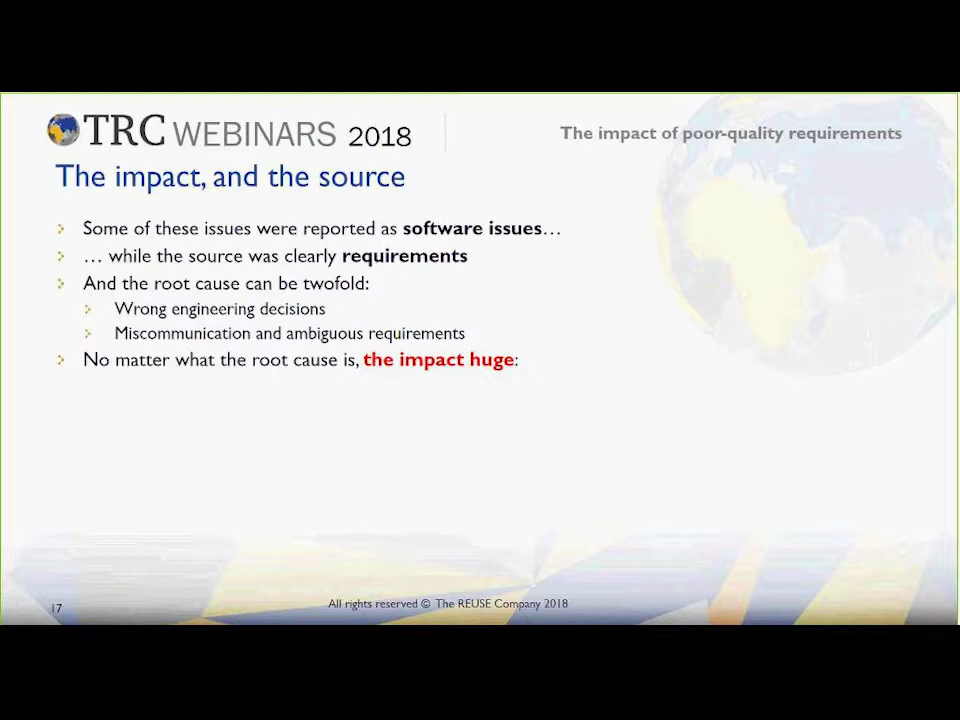 TRC WEBINARS 2018
The impact of poor-quality requirements
The impact, and the source
Some of these issues were reported as software issues…
… while the source was clearly requirements
And the root cause can be twofold:
Wrong engineering decisions
Miscommunication and ambiguous requirements
No matter what the root cause is, the impact huge:
17
All rights reserved © The REUSE Company 2018